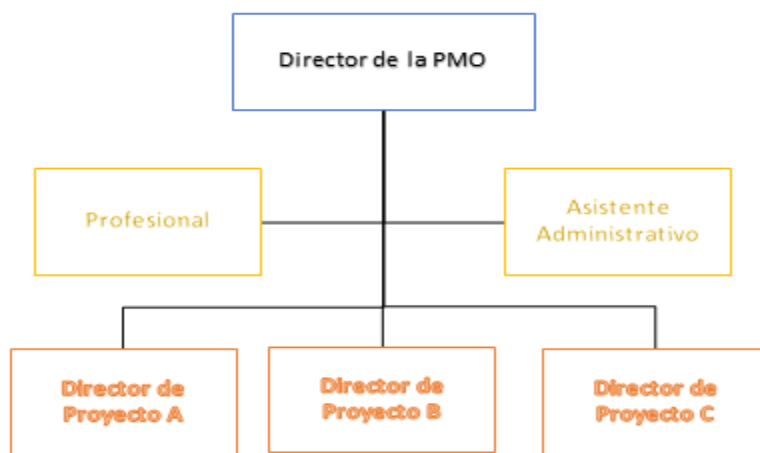 Director de la PMO
Profesional
Asistente
Administrativo
Director de
Proyecto A
Director de
Proyecto B
Director de
Proyecto C